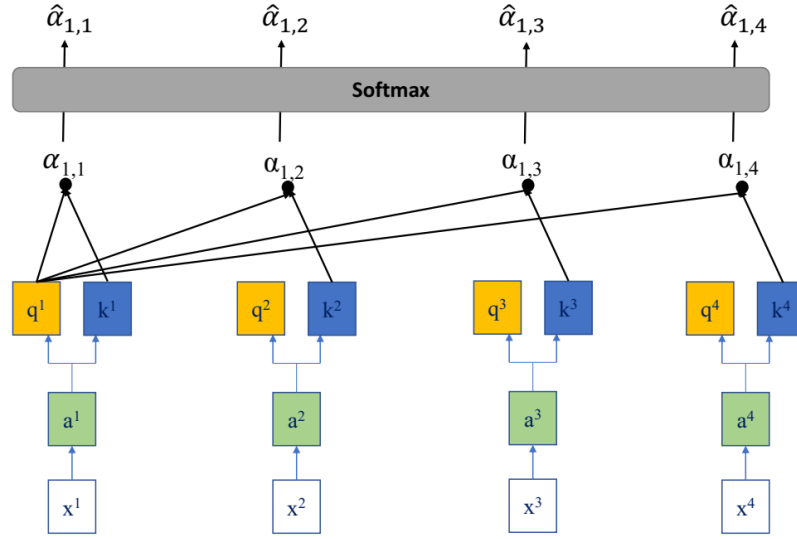 α̂1,1 α̂1,2 α̂1,3 α̂1,4
Softmax
α1,1 α1,2 α1,3 α1,4
q¹ k¹ q² k² q³ k³ q⁴ k⁴
a¹ a² a³ a⁴
x¹ x² x³ x⁴